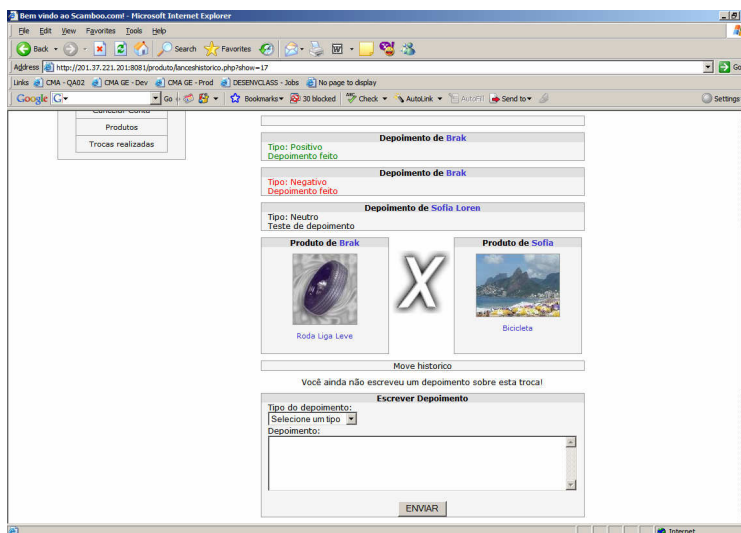 Bem vindo ao Scamboo.com! - Microsoft Internet Explorer
File Edit View Favorites Tools Help
Back Search Favorites
Address http://201.37.221.201:8081/produto/lanceshistorico.php?show=17 Go
Links CMA - QA02 CMA GE - Dev CMA GE - Prod DESENVCLASS - Jobs No page to display
Google G Go Bookmarks 30 blocked Check AutoLink AutoFill Send to Settings
Cancelar Conta
Produtos
Trocas realizadas
Depoimento de Brak
Tipo: Positivo
Depoimento feito
Depoimento de Brak
Tipo: Negativo
Depoimento feito
Depoimento de Sofia Loren
Tipo: Neutro
Teste de depoimento
Produto de Brak
Roda Liga Leve
X
Produto de Sofia
Bicicleta
Move historico
Você ainda não escreveu um depoimento sobre esta troca!
Escrever Depoimento
Tipo do depoimento:
Selecione um tipo
Depoimento:
ENVIAR
Internet